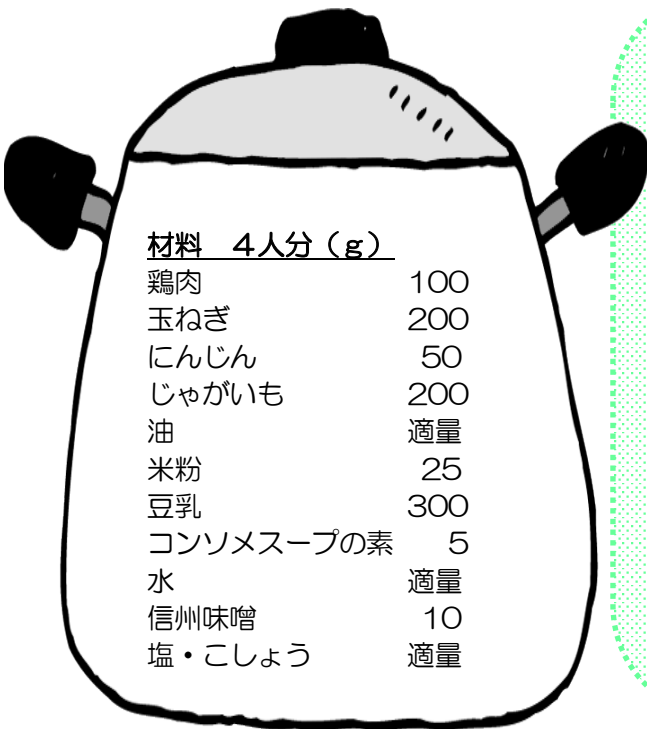 材料　４人分（ｇ）
鶏肉　100
玉ねぎ　200
にんじん　50
じゃがいも　200
油　適量
米粉　25
豆乳　300
コンソメスープの素　5
水　適量
信州味噌　10
塩・こしょう　適量